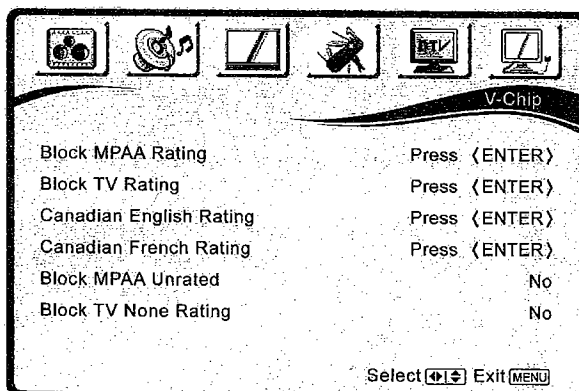 DTV
V-Chip
Block MPAA Rating Press 〈ENTER〉
Block TV Rating Press 〈ENTER〉
Canadian English Rating Press 〈ENTER〉
Canadian French Rating Press 〈ENTER〉
Block MPAA Unrated No
Block TV None Rating No
Select Exit MENU